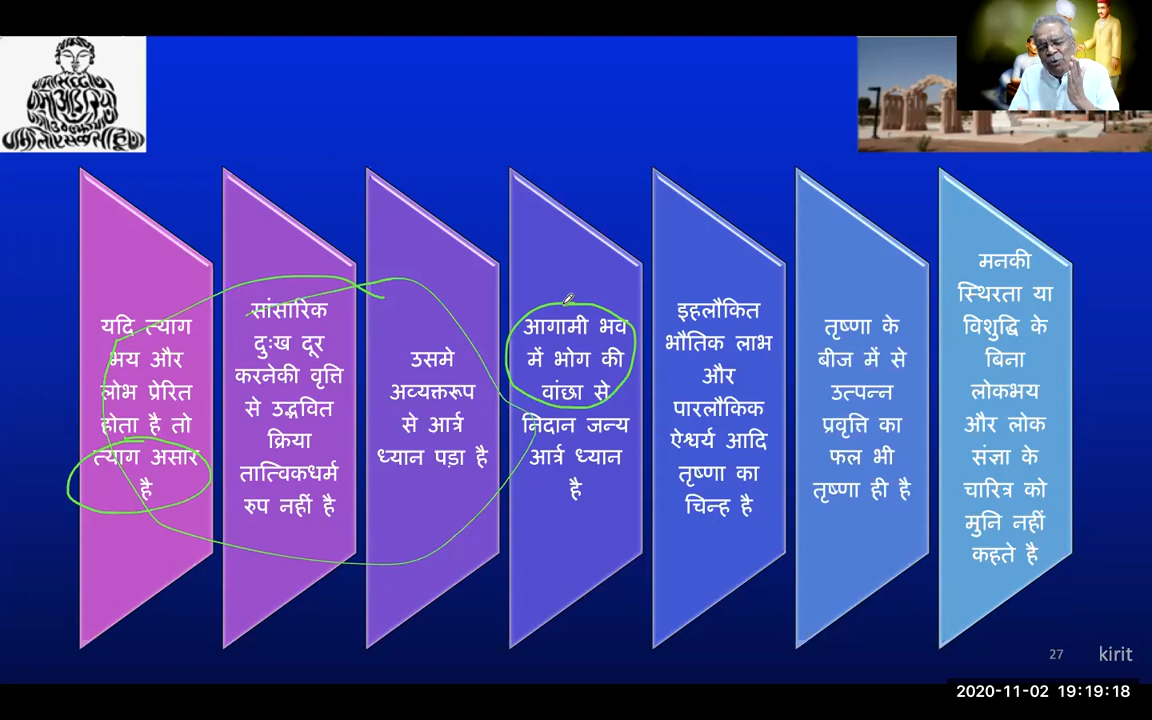 यदि त्याग
भय और
लोभ प्रेरित
होता है तो
त्याग असार
है
सांसारिक
दुःख दूर
करनेकी वृत्ति
से उद्भवित
क्रिया
तात्विकधर्म
रुप नहीं है
उसमे
अव्यक्तरूप
से आर्त्र
ध्यान पड़ा है
आगामी भव
में भोग की
वांछा से
निदान जन्य
आर्त्र ध्यान
है
इहलौकित
भौतिक लाभ
और
पारलौकिक
ऐश्वर्य आदि
तृष्णा का
चिन्ह है
तृष्णा के
बीज में से
उत्पन्न
प्रवृत्ति का
फल भी
तृष्णा ही है
मनकी
स्थिरता या
विशुद्धि के
बिना
लोकभय
और लोक
संज्ञा के
चारित्र को
मुनि नहीं
कहते है
27
kirit
2020-11-02 19:19:18